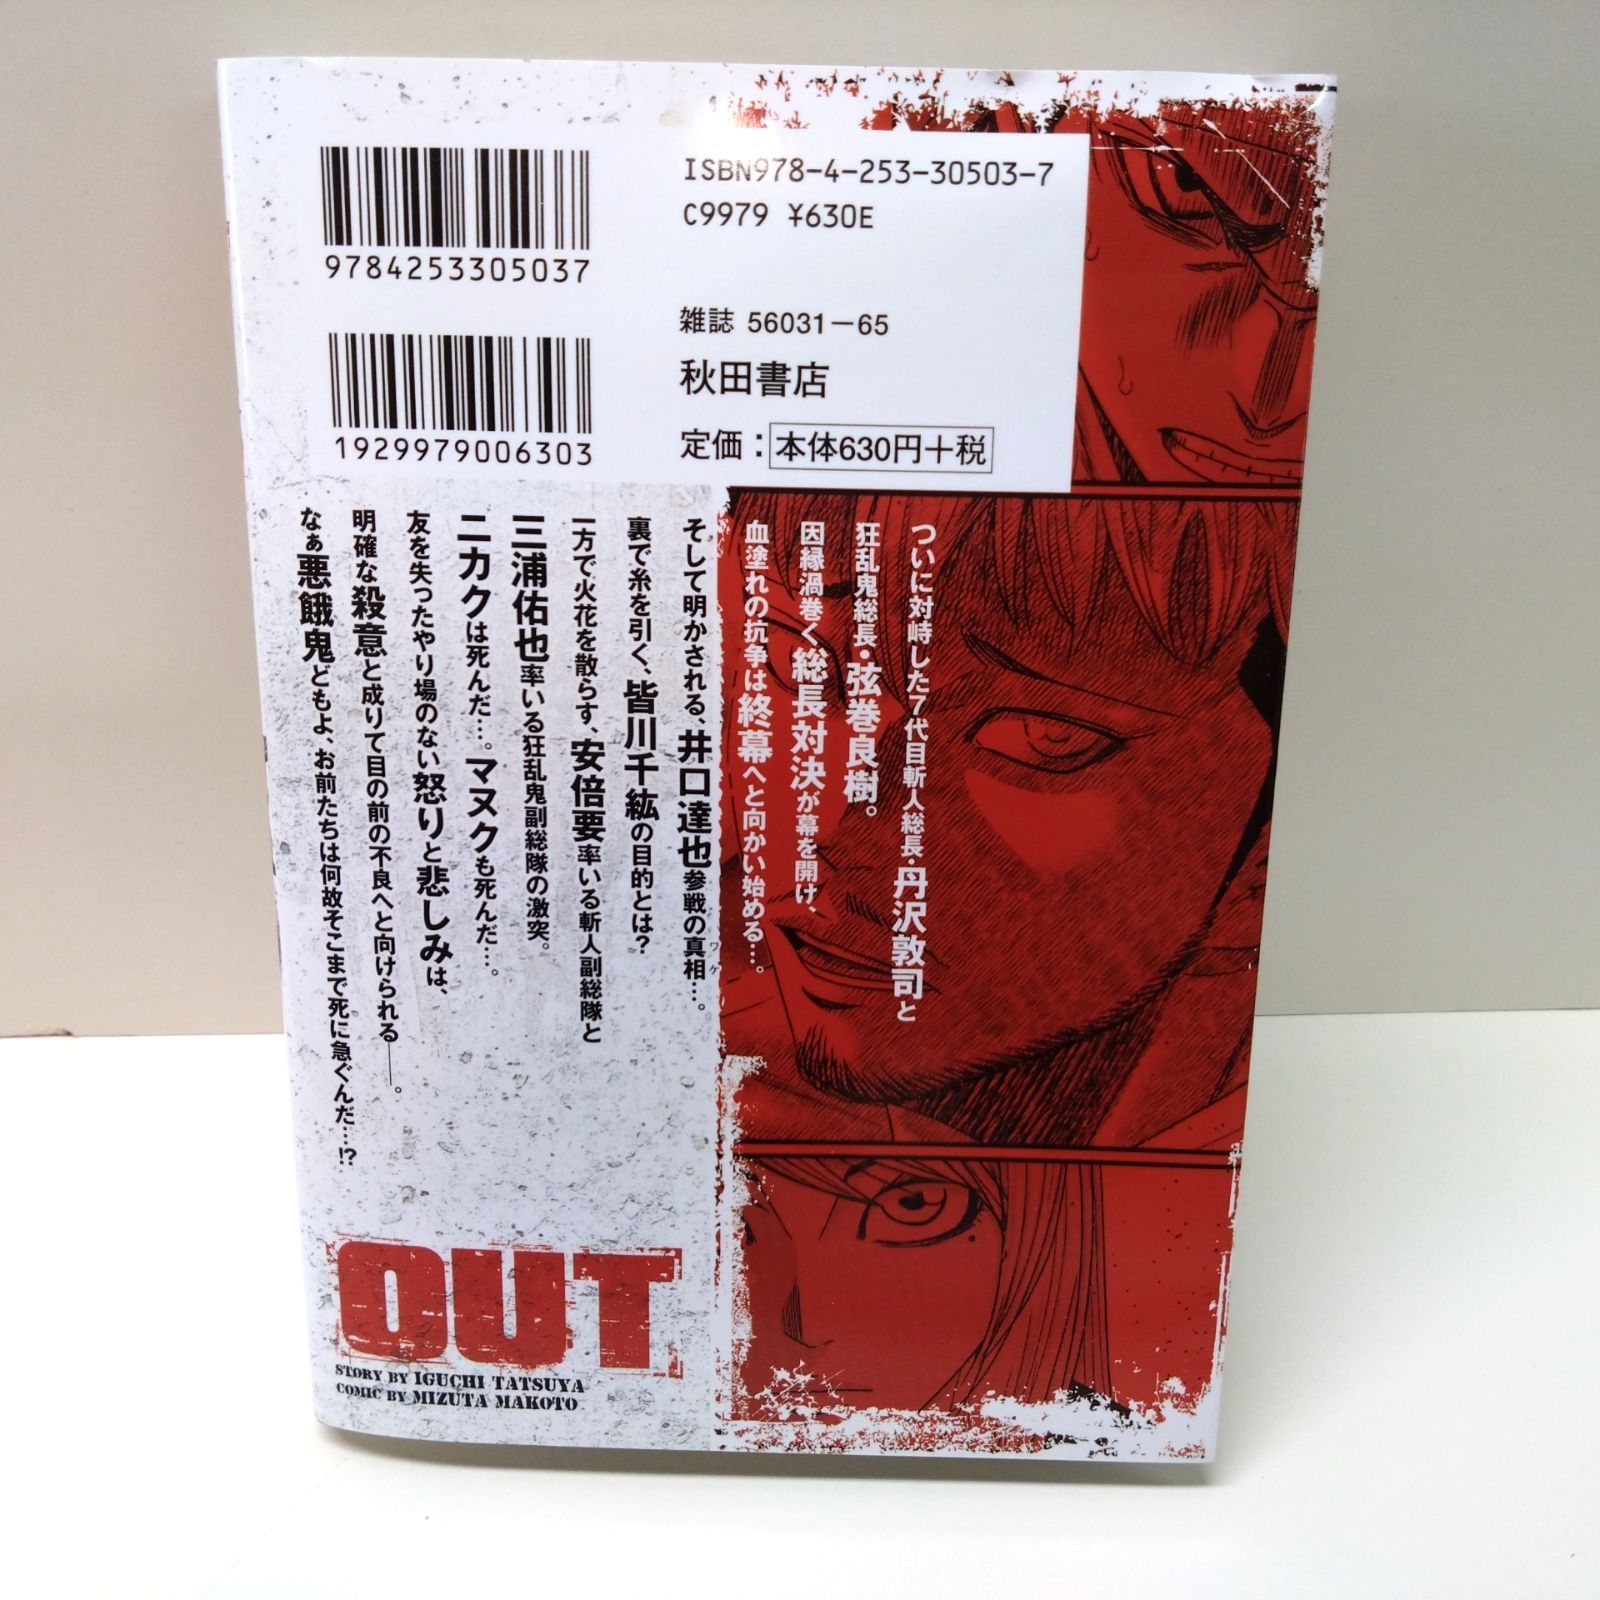 9784253305037
1929979006303
ISBN978-4-253-30503-7
C9979 ¥630E
雑誌 56031-65
秋田書店
定価：本体630円+税
ついに対峙した7代目斬人総長・丹沢敦司と
狂乱鬼総長・弦巻良樹。
因縁渦巻く総長対決が幕を開け、
血塗れの抗争は終幕へと向かい始める…。
そして明かされる、井口達也参戦の真相…。
ワケ
裏で糸を引く、皆川千紘の目的とは?
一方で火花を散らす、安倍要率いる斬人副総隊と
三浦佑也率いる狂乱鬼副総隊の激突。
ニカクは死んだ…。マヌクも死んだ…。
友を失ったやり場のない怒りと悲しみは、
明確な殺意と成りて目の前の不良へと向けられる――。
なぁ悪餓鬼どもよ、お前たちは何故そこまで死に急ぐんだ…!?
OUT
STORY BY IGUCHI TATSUYA
COMIC BY MIZUTA MAKOTO